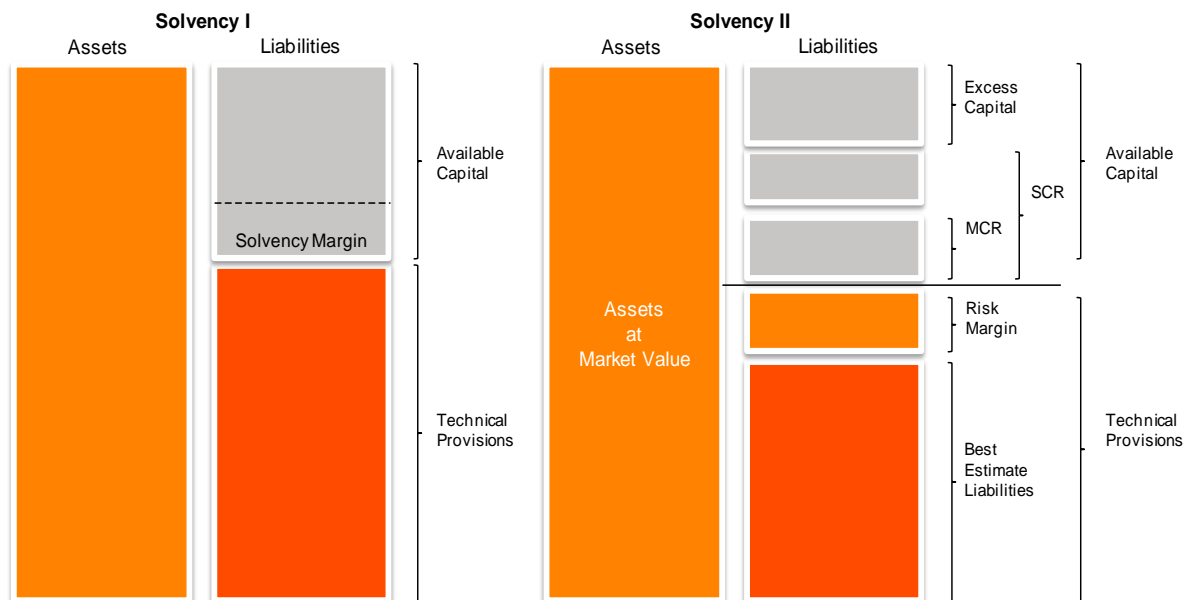 Solvency I
Assets
Liabilities
Available
Capital
Solvency Margin
Technical
Provisions
Solvency II
Assets
Liabilities
Assets
at
Market Value
Excess
Capital
SCR
MCR
Available
Capital
Risk
Margin
Best
Estimate
Liabilities
Technical
Provisions